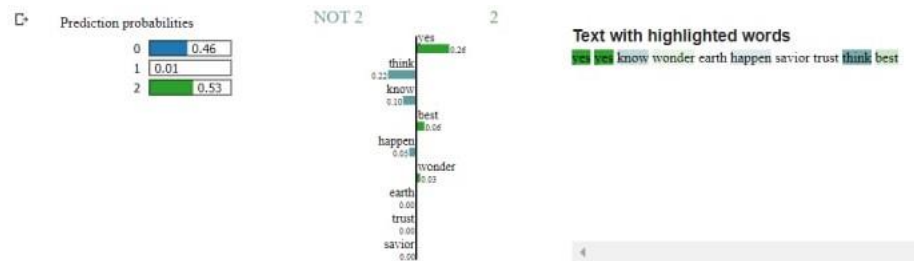 Prediction probabilities
0 0.46
1 0.01
2 0.53
NOT 2 2
yes
0.26
think
0.22
know
0.10
best
0.06
happen
0.05
wonder
0.03
earth
0.00
trust
0.00
savior
0.00
Text with highlighted words
yes yes know wonder earth happen savior trust think best